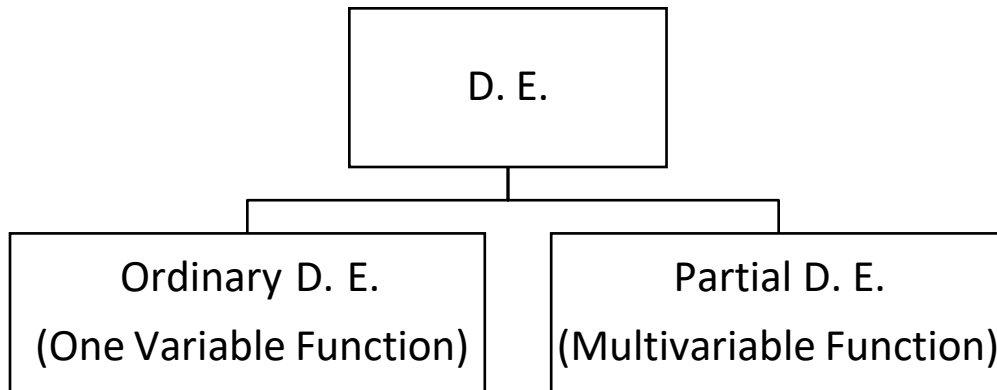 D. E.
Ordinary D. E.
(One Variable Function)
Partial D. E.
(Multivariable Function)